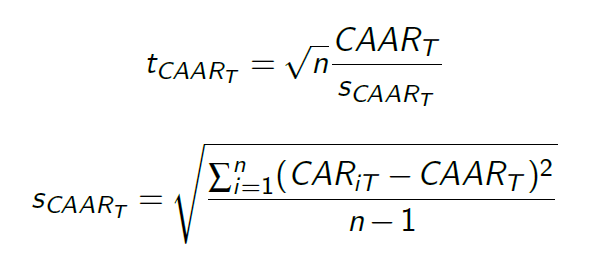 t_{CAAR_T} = \sqrt{n} \frac{CAAR_T}{s_{CAAR_T}}
s_{CAAR_T} = \sqrt{\frac{\sum_{i=1}^{n}(CAR_{iT} - CAAR_T)^2}{n-1}}